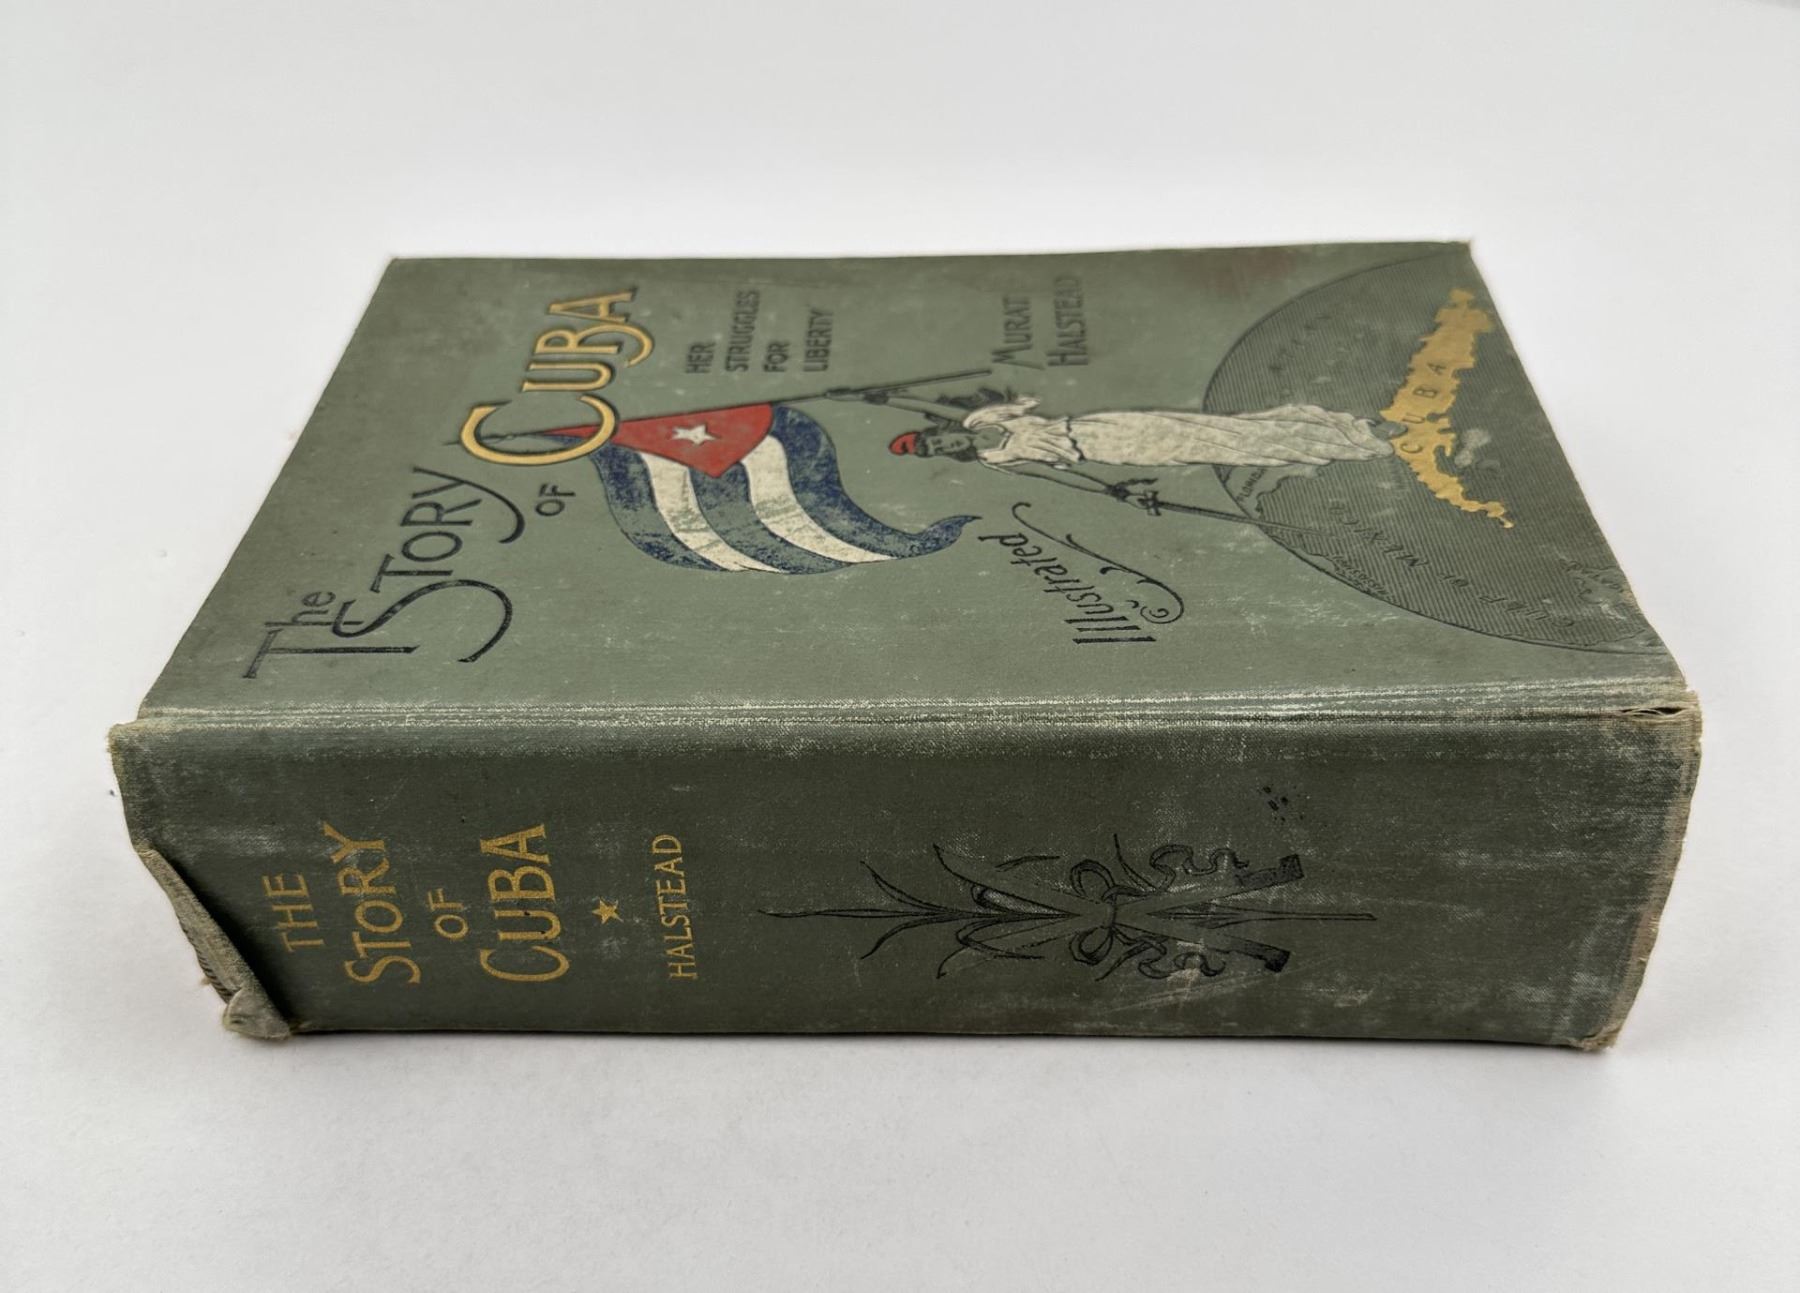 The
STORY
OF
CUBA
HER
STRUGGLES
FOR
LIBERTY
MURAT
HALSTEAD
Illustrated
CUBA
GULF OF MEXICO
THE
STORY
OF
CUBA
HALSTEAD